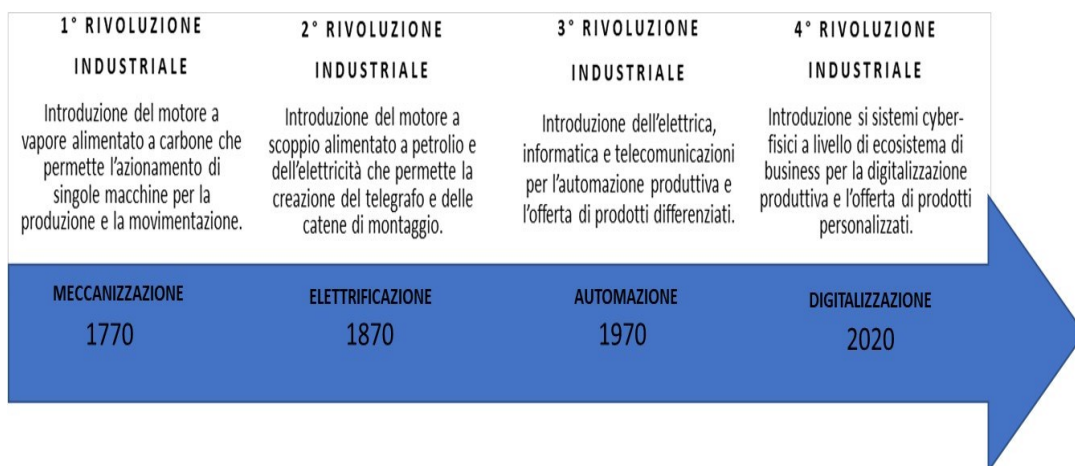 1° RIVOLUZIONE
INDUSTRIALE
Introduzione del motore a
vapore alimentato a carbone che
permette l'azionamento di
singole macchine per la
produzione e la movimentazione.
2° RIVOLUZIONE
INDUSTRIALE
Introduzione del motore a
scoppio alimentato a petrolio e
dell'elettricità che permette la
creazione del telegrafo e delle
catene di montaggio.
3° RIVOLUZIONE
INDUSTRIALE
Introduzione dell'elettrica,
informatica e telecomunicazioni
per l'automazione produttiva e
l'offerta di prodotti differenziati.
4° RIVOLUZIONE
INDUSTRIALE
Introduzione si sistemi cyber-
fisici a livello di ecosistema di
business per la digitalizzazione
produttiva e l'offerta di prodotti
personalizzati.
MECCANIZZAZIONE
1770
ELETTRIFICAZIONE
1870
AUTOMAZIONE
1970
DIGITALIZZAZIONE
2020